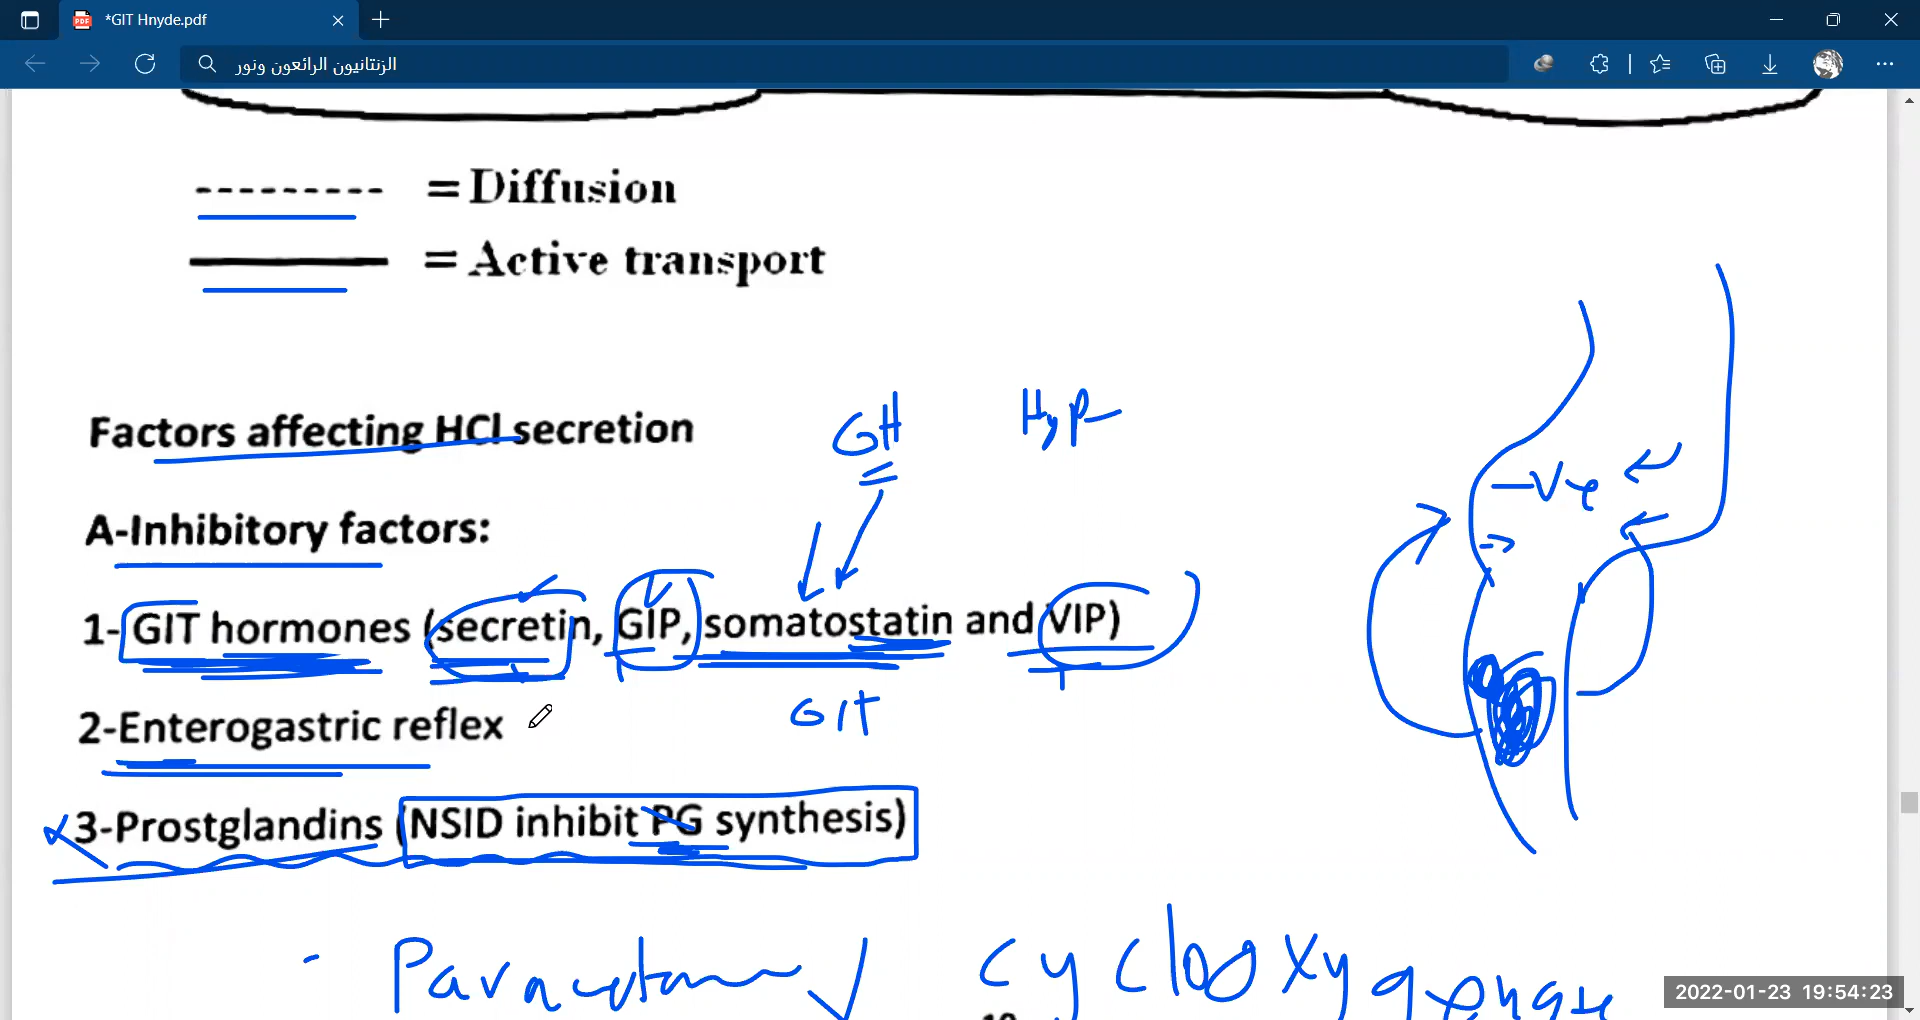 *GIT Hnyde.pdf
الزنتانيون الرائعون ونور
= Diffusion
= Active transport
Factors affecting HCl secretion
GH Hyp
-Ve
A-Inhibitory factors:
1- GIT hormones (secretin, GIP, somatostatin and VIP)
GIT
2-Enterogastric reflex
3-Prostglandins (NSID inhibit PG synthesis)
2022-01-23 19:54:23